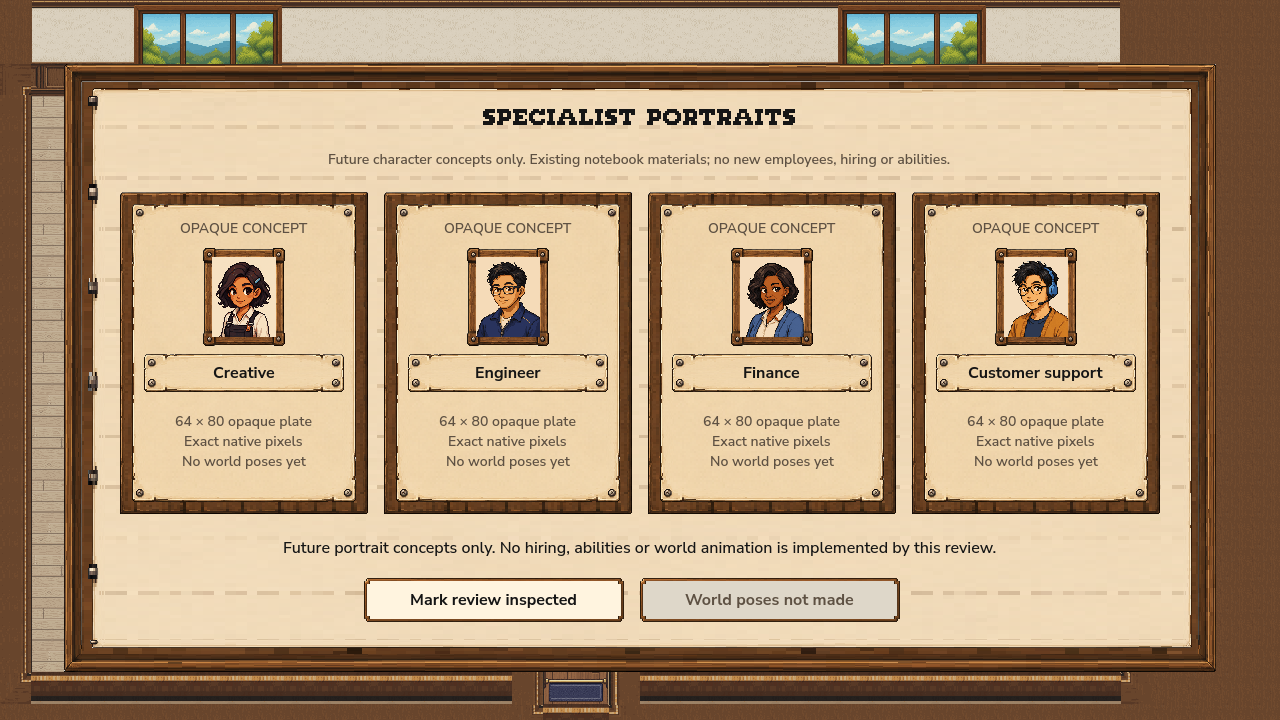 SPECIALIST PORTRAITS
Future character concepts only. Existing notebook materials; no new employees, hiring or abilities.
OPAQUE CONCEPT
Creative
64 × 80 opaque plate
Exact native pixels
No world poses yet
OPAQUE CONCEPT
Engineer
64 × 80 opaque plate
Exact native pixels
No world poses yet
OPAQUE CONCEPT
Finance
64 × 80 opaque plate
Exact native pixels
No world poses yet
OPAQUE CONCEPT
Customer support
64 × 80 opaque plate
Exact native pixels
No world poses yet
Future portrait concepts only. No hiring, abilities or world animation is implemented by this review.
Mark review inspected
World poses not made